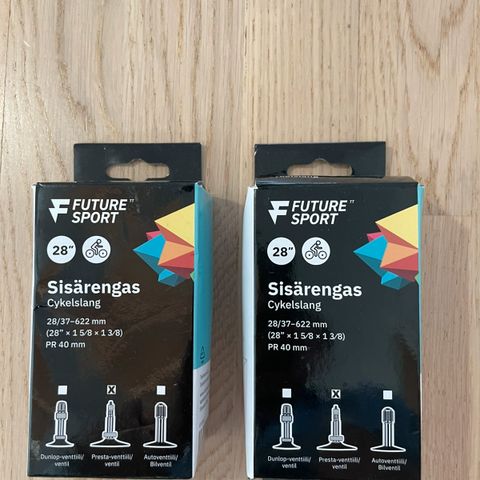 FUTURE TT
SPORT
28”
Sisärengas
Cykelslang
28/37–622 mm
(28” × 1 5/8 × 1 3/8)
PR 40 mm
X
Dunlop-venttiili/
ventil
Presta-venttiili/
ventil
Autoventtiili/
Bilventil
FUTURE TT
SPORT
28”
Sisärengas
Cykelslang
28/37–622 mm
(28” × 1 5/8 × 1 3/8)
PR 40 mm
X
Dunlop-venttiili/
ventil
Presta-venttiili/
ventil
Autoventtiili/
Bilventil